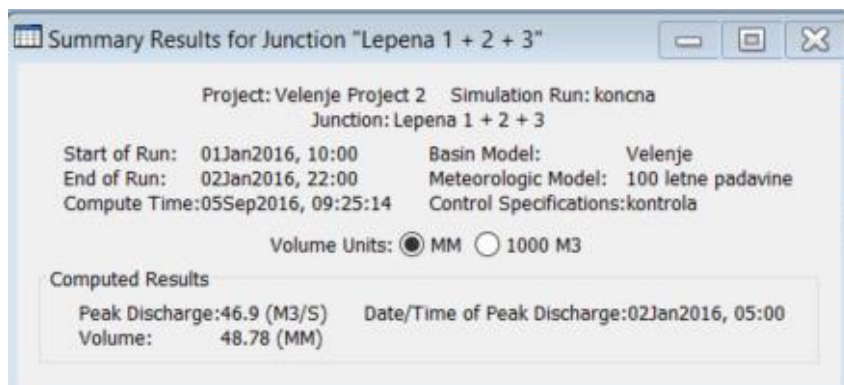 Summary Results for Junction "Lepena 1 + 2 + 3"
Project: Velenje Project 2 Simulation Run: koncna
Junction: Lepena 1 + 2 + 3
Start of Run: 01Jan2016, 10:00 Basin Model: Velenje
End of Run: 02Jan2016, 22:00 Meteorologic Model: 100 letne padavine
Compute Time:05Sep2016, 09:25:14 Control Specifications:kontrola
Volume Units: MM 1000 M3
Computed Results
Peak Discharge:46.9 (M3/S) Date/Time of Peak Discharge:02Jan2016, 05:00
Volume: 48.78 (MM)